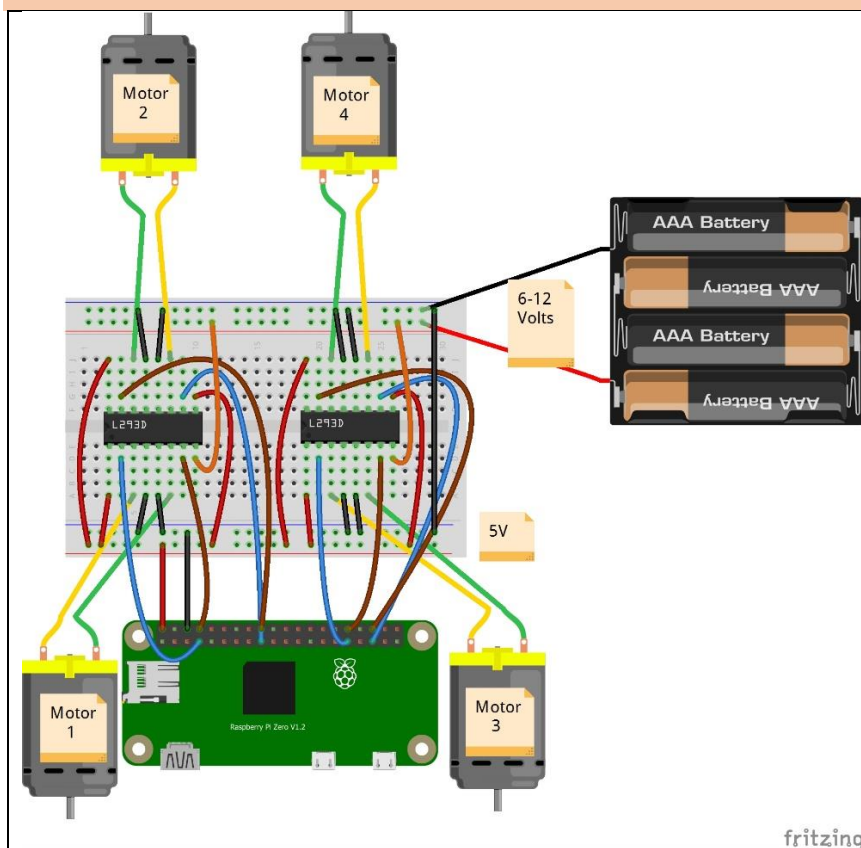 Motor
2
Motor
4
AAA Battery
AAA Battery
AAA Battery
AAA Battery
6-12
Volts
L293D
L293D
5V
Motor
1
Motor
3
Raspberry Pi Zero V1.2
fritzing